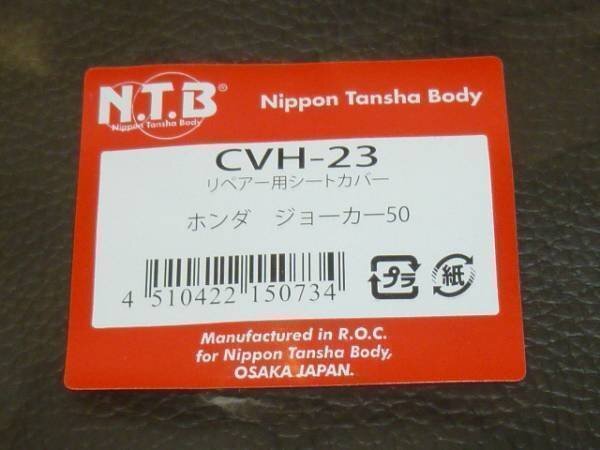 N.T.B®
Nippon Tansha Body
Nippon Tansha Body
CVH-23
リペアー用シートカバー
ホンダ ジョーカー50
4 510422 150734
プラ
紙
Manufactured in R.O.C.
for Nippon Tansha Body,
OSAKA JAPAN.